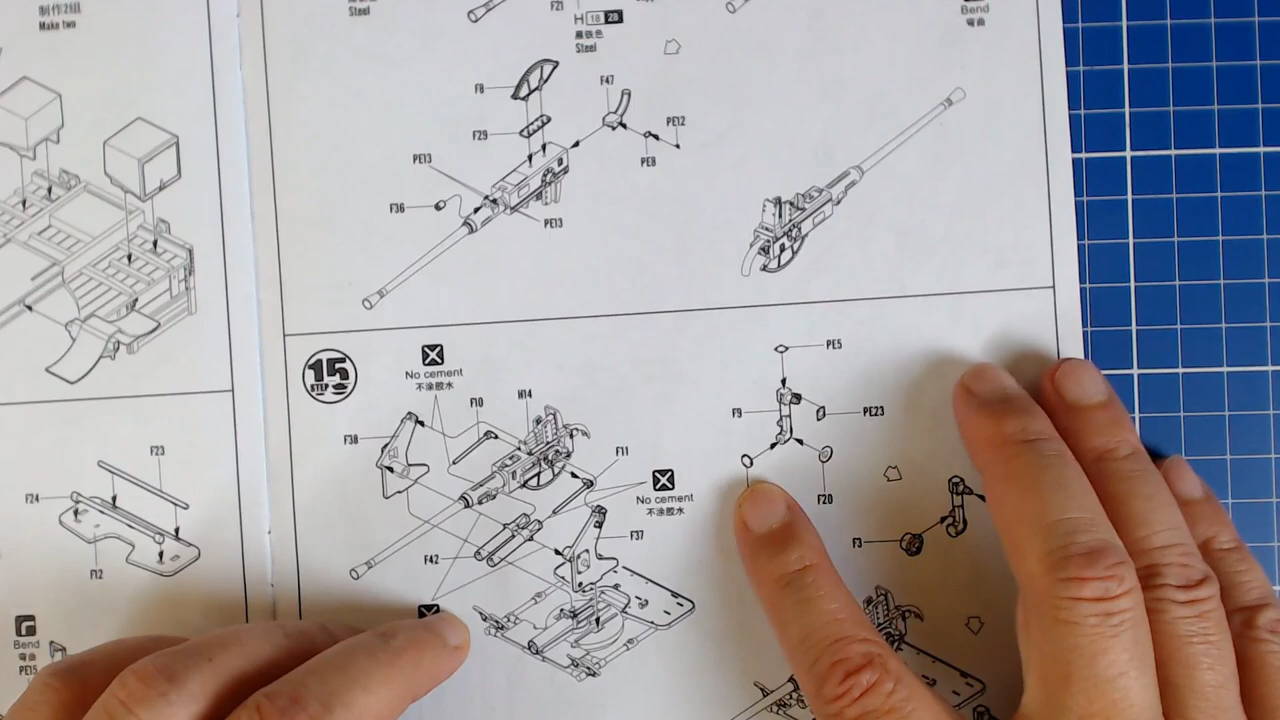 制作2组
Make two
Steel
F21
H 18 28
黑铁色
Steel
Bend
弯曲
F8
F47
F29
PE12
PE8
PE13
F36
PE13
15
STEP
No cement
不涂胶水
PE5
F10
H14
F38
F9
PE23
F11
F23
No cement
不涂胶水
F24
F20
F37
F42
F3
F12
Bend
弯曲
PE15